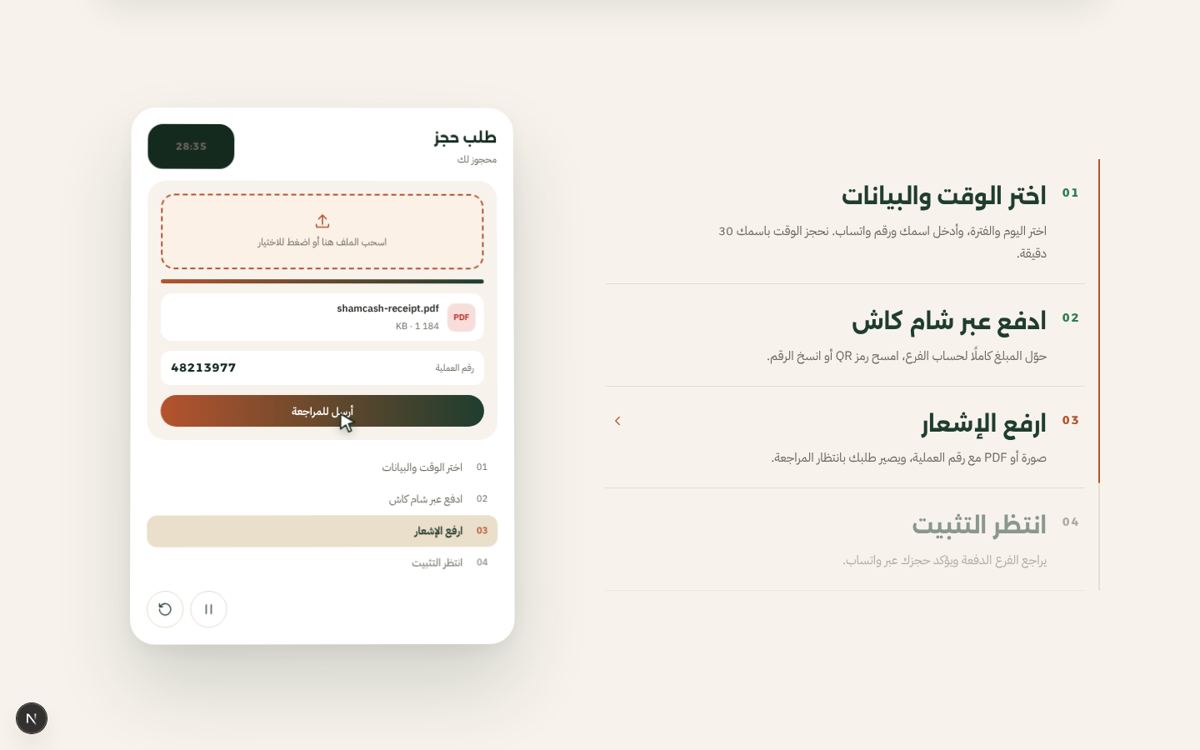 01
اختر الوقت والبيانات
اختر اليوم والفترة، وأدخل اسمك ورقم واتساب. نحجز الوقت باسمك 30
دقيقة.
02
ادفع عبر شام كاش
حوّل المبلغ كاملًا لحساب الفرع، امسح رمز QR أو انسخ الرقم.
03
ارفع الإشعار
صورة أو PDF مع رقم العملية، ويصير طلبك بانتظار المراجعة.
04
انتظر التثبيت
يراجع الفرع الدفعة ويؤكد حجزك عبر واتساب.
طلب حجز
محجوز لك
28:35
اسحب الملف هنا أو اضغط للاختيار
PDF
shamcash-receipt.pdf
KB · 1 184
رقم العملية
48213977
أرسل للمراجعة
01 اختر الوقت والبيانات
02 ادفع عبر شام كاش
03 ارفع الإشعار
04 انتظر التثبيت
N